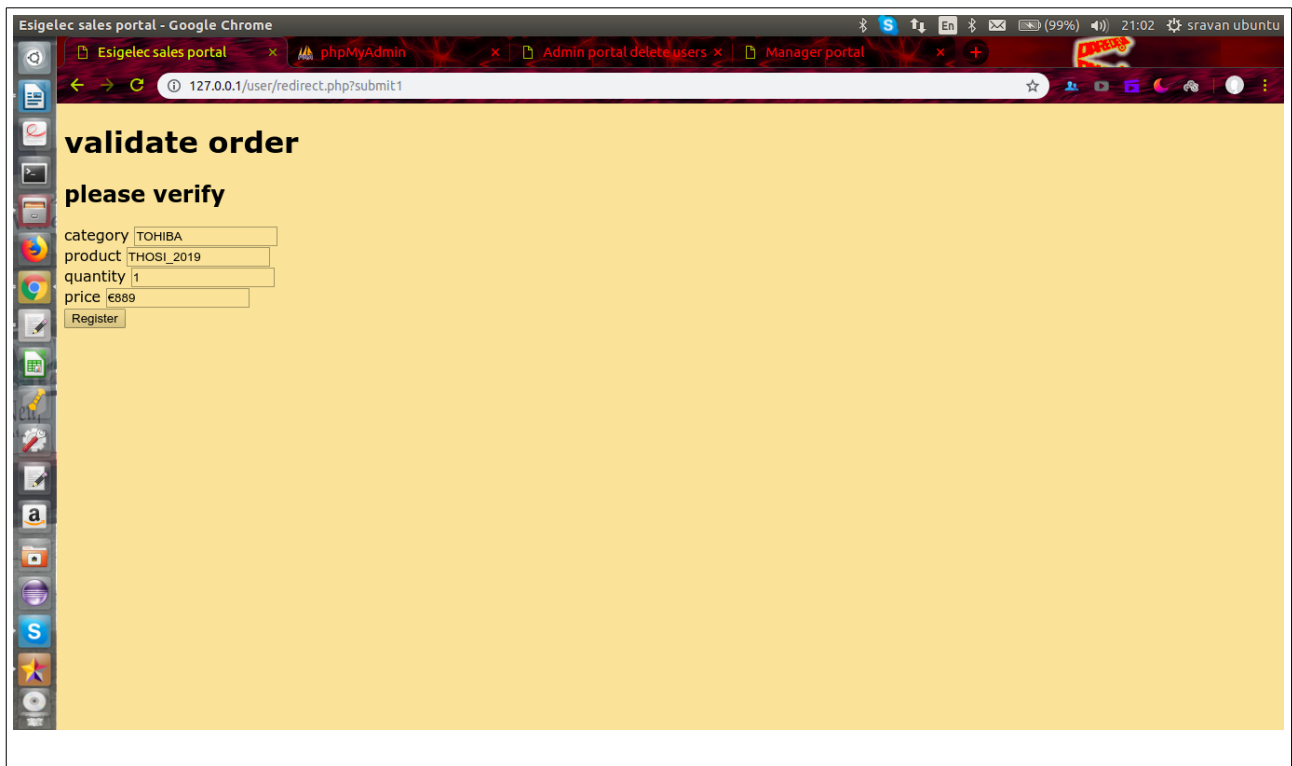 Esigelec sales portal - Google Chrome
(99%) 21:02 sravan ubuntu
Esigelec sales portal × phpMyAdmin × Admin portal delete users × Manager portal × +
127.0.0.1/user/redirect.php?submit1
validate order
please verify
category TOHIBA
product THOSI_2019
quantity 1
price €889
Register
S
En
a
S